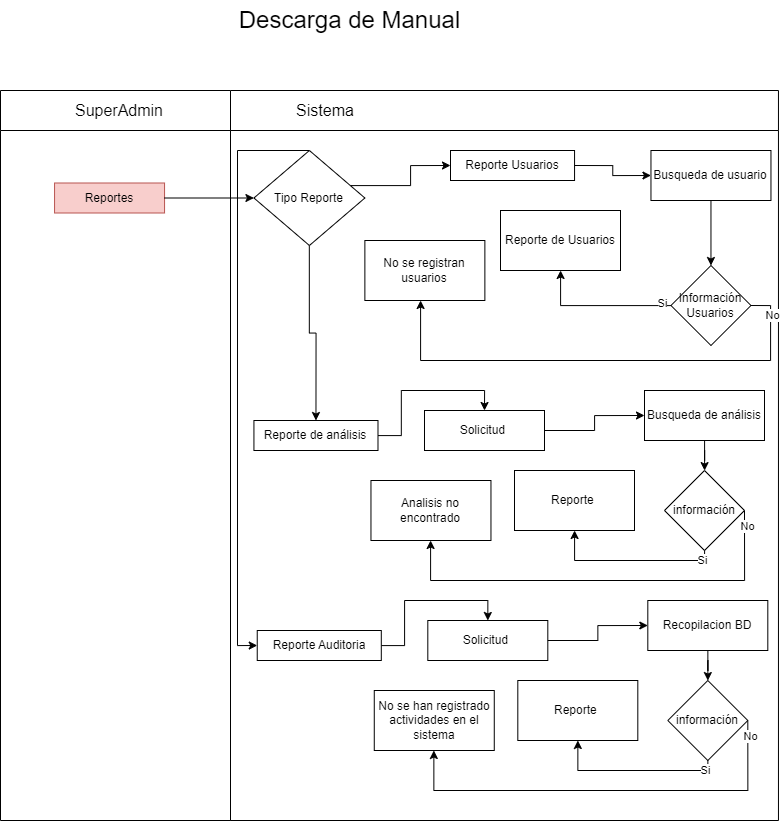 Descarga de Manual
SuperAdmin
Sistema
Reportes
Tipo Reporte
Reporte Usuarios
Busqueda de usuario
Reporte de Usuarios
No se registran
usuarios
Información
Usuarios
Si
No
Reporte de análisis
Solicitud
Busqueda de análisis
Analisis no
encontrado
Reporte
información
No
Si
Reporte Auditoria
Solicitud
Recopilacion BD
No se han registrado
actividades en el
sistema
Reporte
información
No
Si